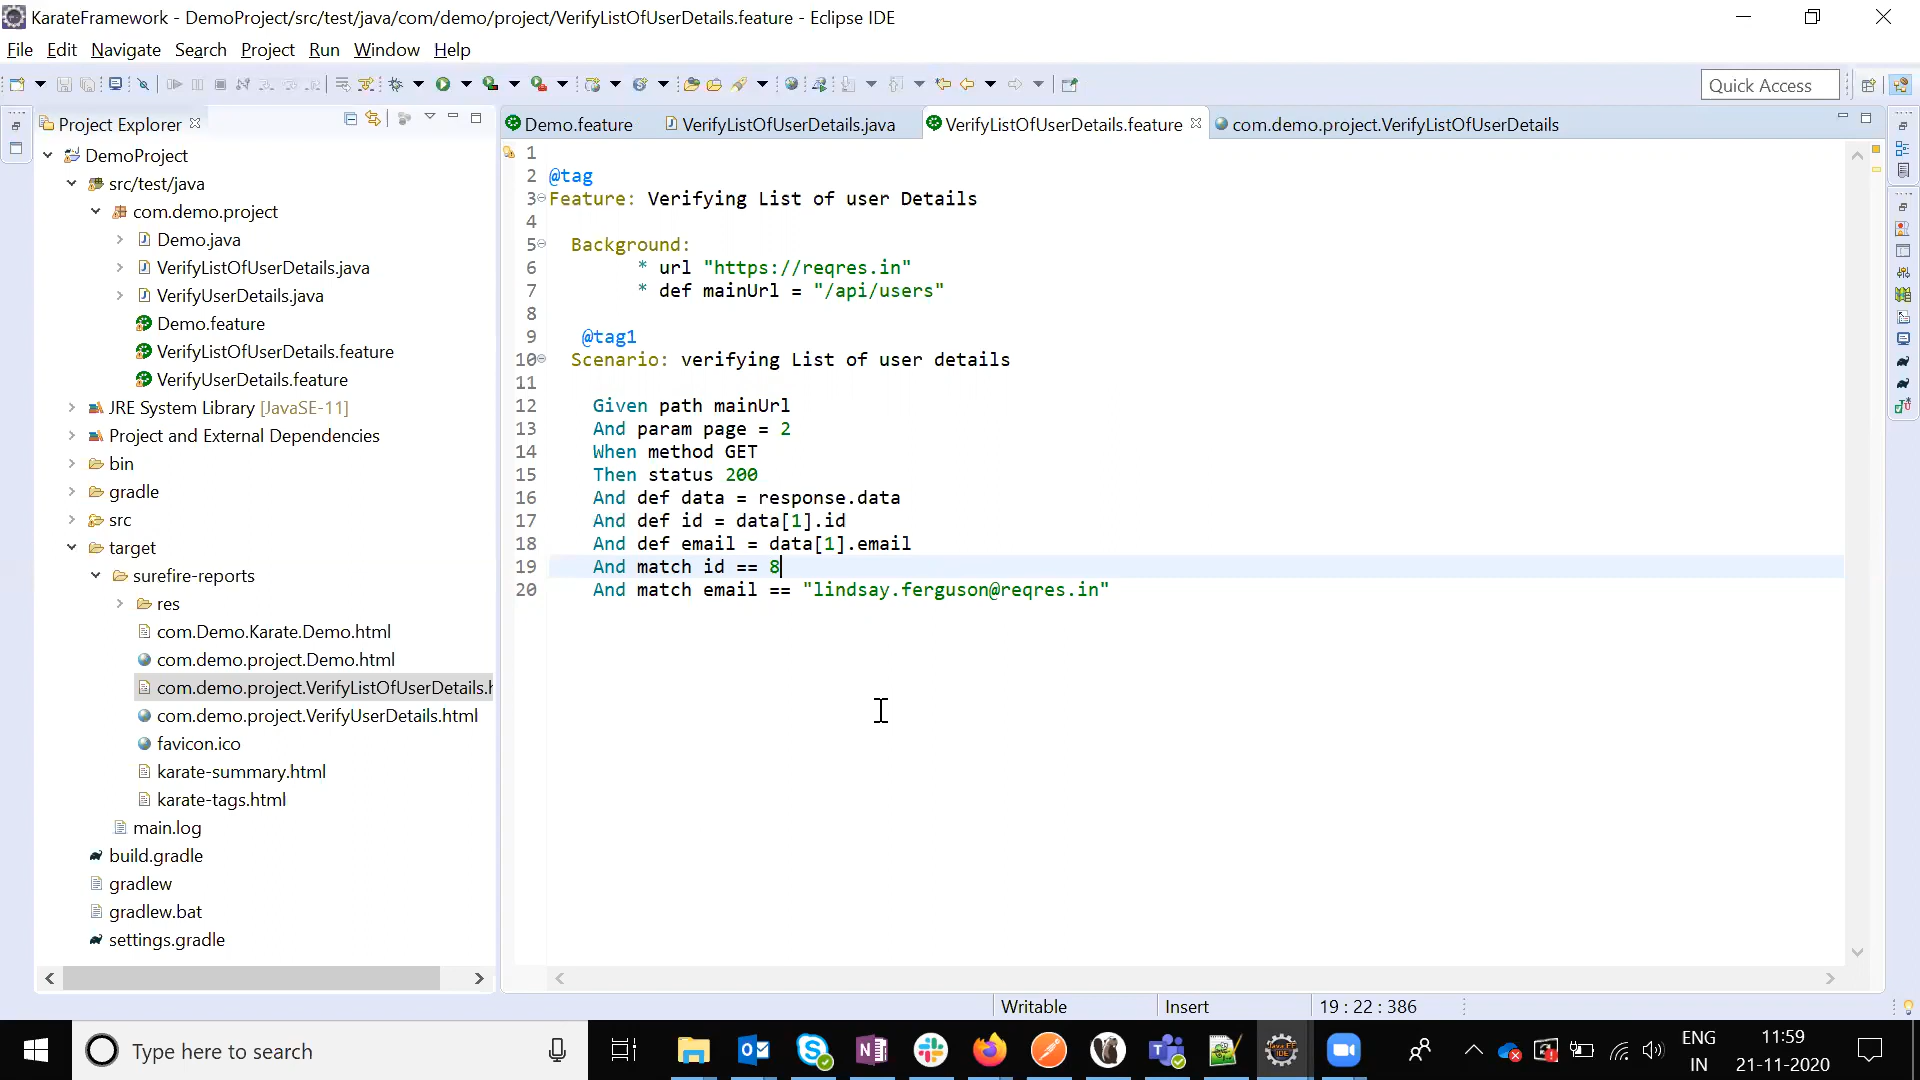 KarateFramework - DemoProject/src/test/java/com/demo/project/VerifyListOfUserDetails.feature - Eclipse IDE
File Edit Navigate Search Project Run Window Help
Quick Access
Project Explorer
Demo.feature VerifyListOfUserDetails.java VerifyListOfUserDetails.feature com.demo.project.VerifyListOfUserDetails
DemoProject
src/test/java
com.demo.project
Demo.java
VerifyListOfUserDetails.java
VerifyUserDetails.java
Demo.feature
VerifyListOfUserDetails.feature
VerifyUserDetails.feature
JRE System Library [JavaSE-11]
Project and External Dependencies
bin
gradle
src
target
surefire-reports
res
com.Demo.Karate.Demo.html
com.demo.project.Demo.html
com.demo.project.VerifyListOfUserDetails.h
com.demo.project.VerifyUserDetails.html
favicon.ico
karate-summary.html
karate-tags.html
main.log
build.gradle
gradlew
gradlew.bat
settings.gradle
1
2 @tag
3 Feature: Verifying List of user Details
4
5 Background:
6 * url "https://reqres.in"
7 * def mainUrl = "/api/users"
8
9 @tag1
10 Scenario: verifying List of user details
11
12 Given path mainUrl
13 And param page = 2
14 When method GET
15 Then status 200
16 And def data = response.data
17 And def id = data[1].id
18 And def email = data[1].email
19 And match id == 8
20 And match email == "lindsay.ferguson@reqres.in"
Writable Insert 19 : 22 : 386
Type here to search
ENG
IN
11:59
21-11-2020